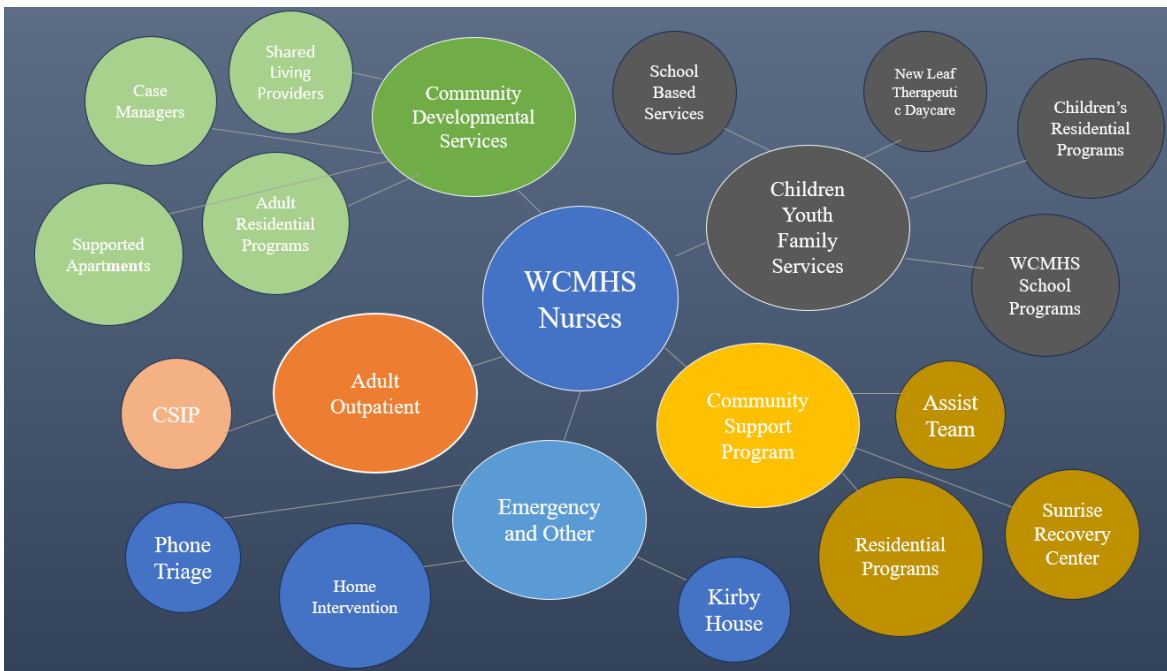 Shared
Living
Providers
Case
Managers
Community
Developmental
Services
Supported
Apartments
Adult
Residential
Programs
School
Based
Services
New Leaf
Therapeuti
c Daycare
Children’s
Residential
Programs
Children
Youth
Family
Services
WCMHS
School
Programs
WCMHS
Nurses
Adult
Outpatient
CSIP
Community
Support
Program
Assist
Team
Residential
Programs
Sunrise
Recovery
Center
Emergency
and Other
Phone
Triage
Home
Intervention
Kirby
House